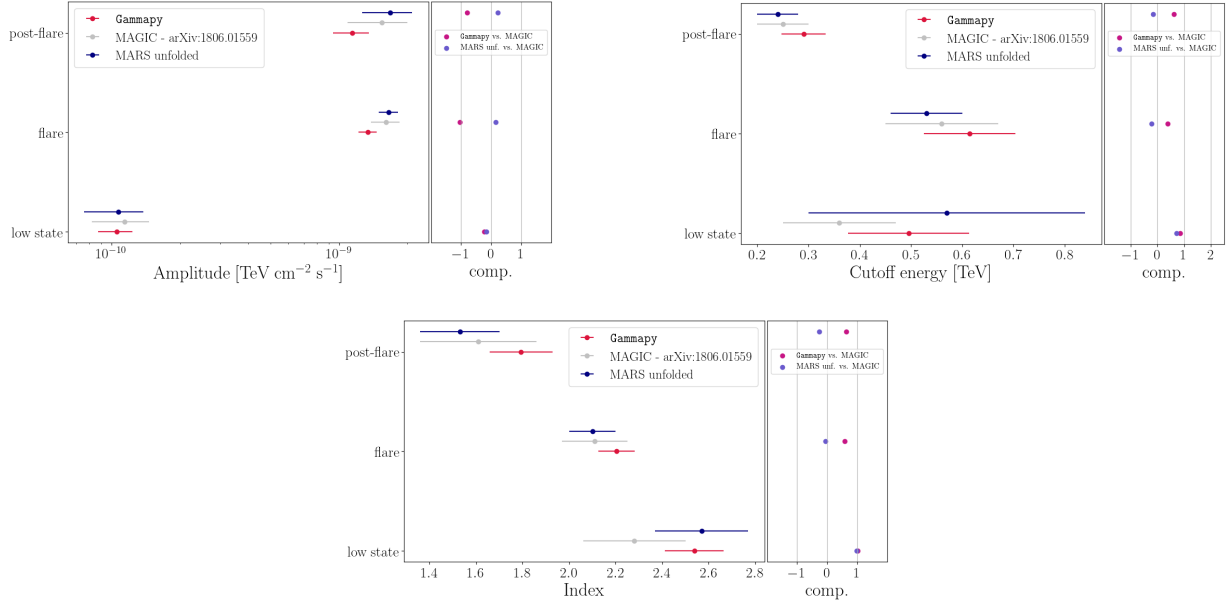 post-flare
flare
low state
Gammapy
MAGIC - arXiv:1806.01559
MARS unfolded
10⁻¹⁰
10⁻⁹
Amplitude [TeV cm⁻² s⁻¹]
Gammapy vs. MAGIC
MARS unf. vs. MAGIC
−1 0 1
comp.
post-flare
flare
low state
Gammapy
MAGIC - arXiv:1806.01559
MARS unfolded
0.2 0.3 0.4 0.5 0.6 0.7 0.8
Cutoff energy [TeV]
Gammapy vs. MAGIC
MARS unf. vs. MAGIC
−1 0 1 2
comp.
post-flare
flare
low state
Gammapy
MAGIC - arXiv:1806.01559
MARS unfolded
1.4 1.6 1.8 2.0 2.2 2.4 2.6 2.8
Index
Gammapy vs. MAGIC
MARS unf. vs. MAGIC
−1 0 1
comp.